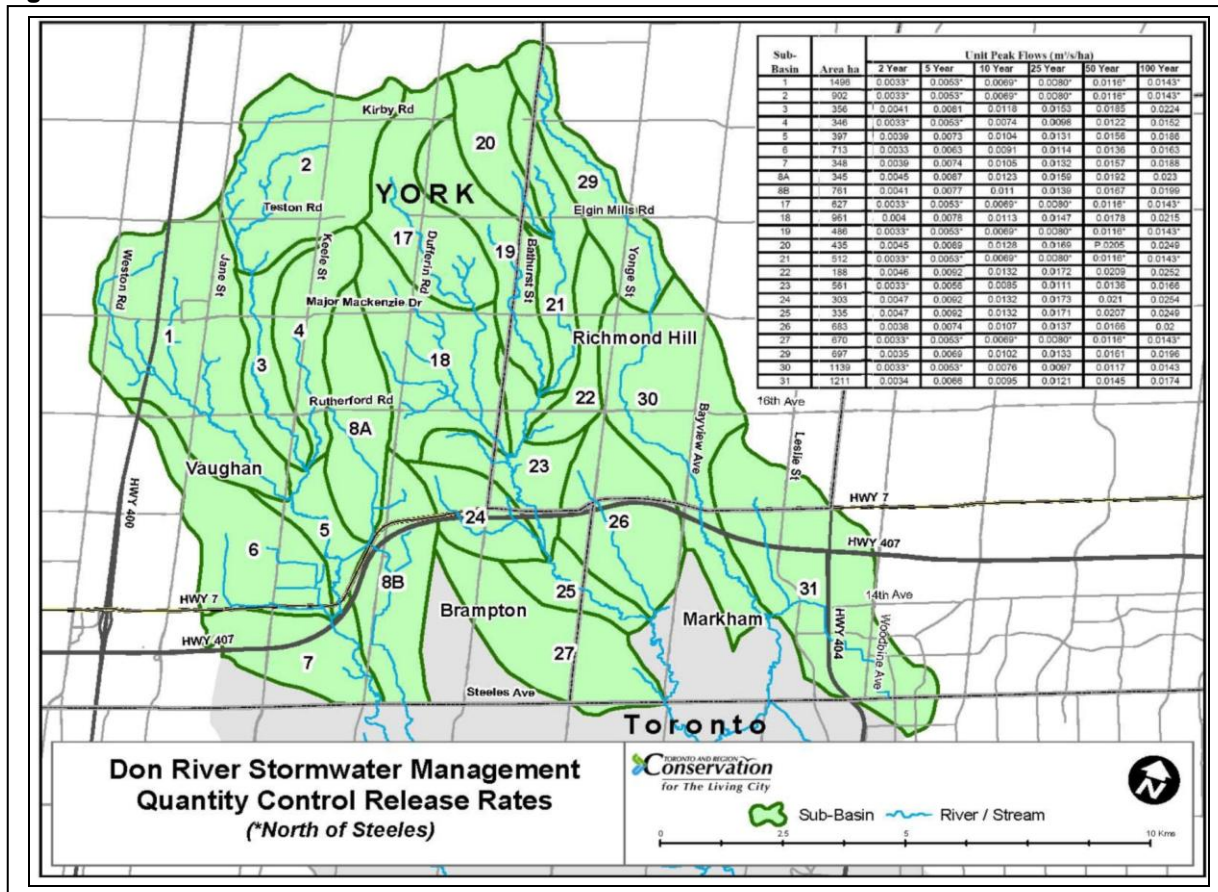 Sub-Basin Area ha Unit Peak Flows (m³/s/ha)
2 Year 5 Year 10 Year 25 Year 50 Year 100 Year
1 1496 0.0033* 0.0053* 0.0069* 0.0080* 0.0116* 0.0143*
2 902 0.0033* 0.0053* 0.0069* 0.0080* 0.0116* 0.0143*
3 356 0.0041 0.0081 0.0118 0.0153 0.0185 0.0224
4 346 0.0033* 0.0053* 0.0074 0.0098 0.0122 0.0152
5 397 0.0039 0.0073 0.0104 0.0131 0.0156 0.0186
6 713 0.0033 0.0063 0.0091 0.0114 0.0136 0.0163
7 348 0.0039 0.0074 0.0105 0.0132 0.0157 0.0188
8A 345 0.0045 0.0087 0.0123 0.0159 0.0192 0.023
8B 761 0.0041 0.0077 0.011 0.0139 0.0167 0.0199
17 627 0.0033* 0.0053* 0.0069* 0.0080* 0.0116* 0.0143*
18 961 0.004 0.0078 0.0113 0.0147 0.0178 0.0215
19 486 0.0033* 0.0053* 0.0069* 0.0080* 0.0116* 0.0143*
20 435 0.0045 0.0089 0.0128 0.0169 P.0205 0.0249
21 512 0.0033* 0.0053* 0.0069* 0.0080* 0.0116* 0.0143*
22 188 0.0046 0.0092 0.0132 0.0172 0.0209 0.0252
23 561 0.0033* 0.0056 0.0085 0.0111 0.0136 0.0166
24 303 0.0047 0.0092 0.0132 0.0173 0.021 0.0254
25 335 0.0047 0.0092 0.0132 0.0171 0.0207 0.0249
26 683 0.0038 0.0074 0.0107 0.0137 0.0166 0.02
27 670 0.0033* 0.0053* 0.0069* 0.0080* 0.0116* 0.0143*
29 697 0.0035 0.0069 0.0102 0.0133 0.0161 0.0196
30 1139 0.0033* 0.0053* 0.0076 0.0097 0.0117 0.0143
31 1211 0.0034 0.0066 0.0095 0.0121 0.0145 0.0174
Kirby Rd
20
2
YORK
29
Teston Rd
Elgin Mills Rd
17
Keele St
Dufferin Rd
19
Bathurst St
Yonge St
Weston Rd
Jane St
Major Mackenzie Dr
21
1
4
Richmond Hill
3
18
Rutherford Rd
22
30
16th Ave
8A
Bayview Ave
Leslie St
Vaughan
23
HWY 400
HWY 7
24
26
5
6
HWY 407
8B
25
31
14th Ave
HWY 7
Brampton
Markham
HWY 407
HWY 404
Woodbine Ave
7
27
Steeles Ave
Toronto
Don River Stormwater Management
Quantity Control Release Rates
(*North of Steeles)
TORONTO AND REGION
Conservation
for The Living City
N
Sub-Basin River / Stream
0 2.5 5 10 Kms